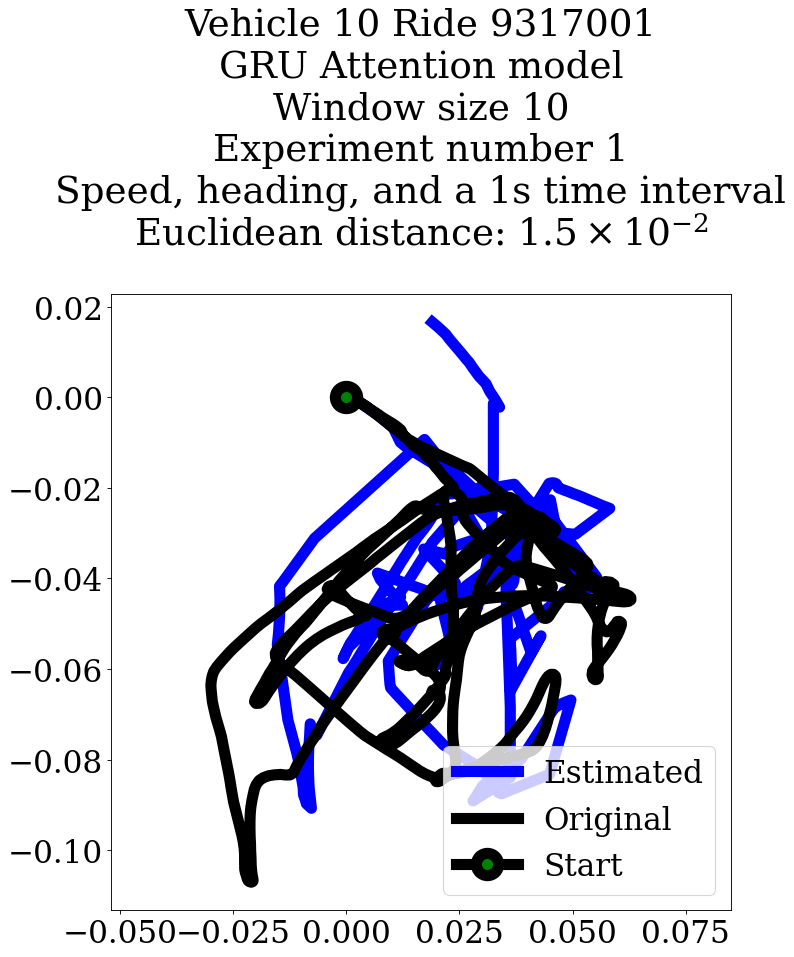 Vehicle 10 Ride 9317001
GRU Attention model
Window size 10
Experiment number 1
Speed, heading, and a 1s time interval
Euclidean distance: 1.5 × 10⁻²
0.02
0.00
−0.02
−0.04
−0.06
−0.08
−0.10
Estimated
Original
Start
−0.050 −0.025 0.000 0.025 0.050 0.075